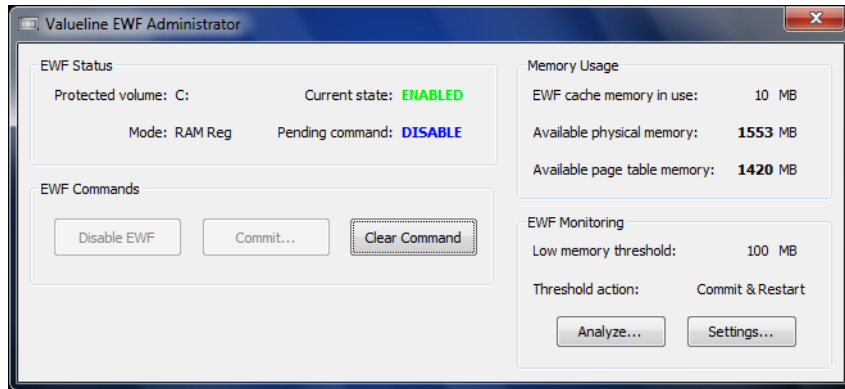 Valueline EWF Administrator
EWF Status
Protected volume: C: Current state: ENABLED
Mode: RAM Reg Pending command: DISABLE
EWF Commands
Disable EWF Commit... Clear Command
Memory Usage
EWF cache memory in use: 10 MB
Available physical memory: 1553 MB
Available page table memory: 1420 MB
EWF Monitoring
Low memory threshold: 100 MB
Threshold action: Commit & Restart
Analyze... Settings...